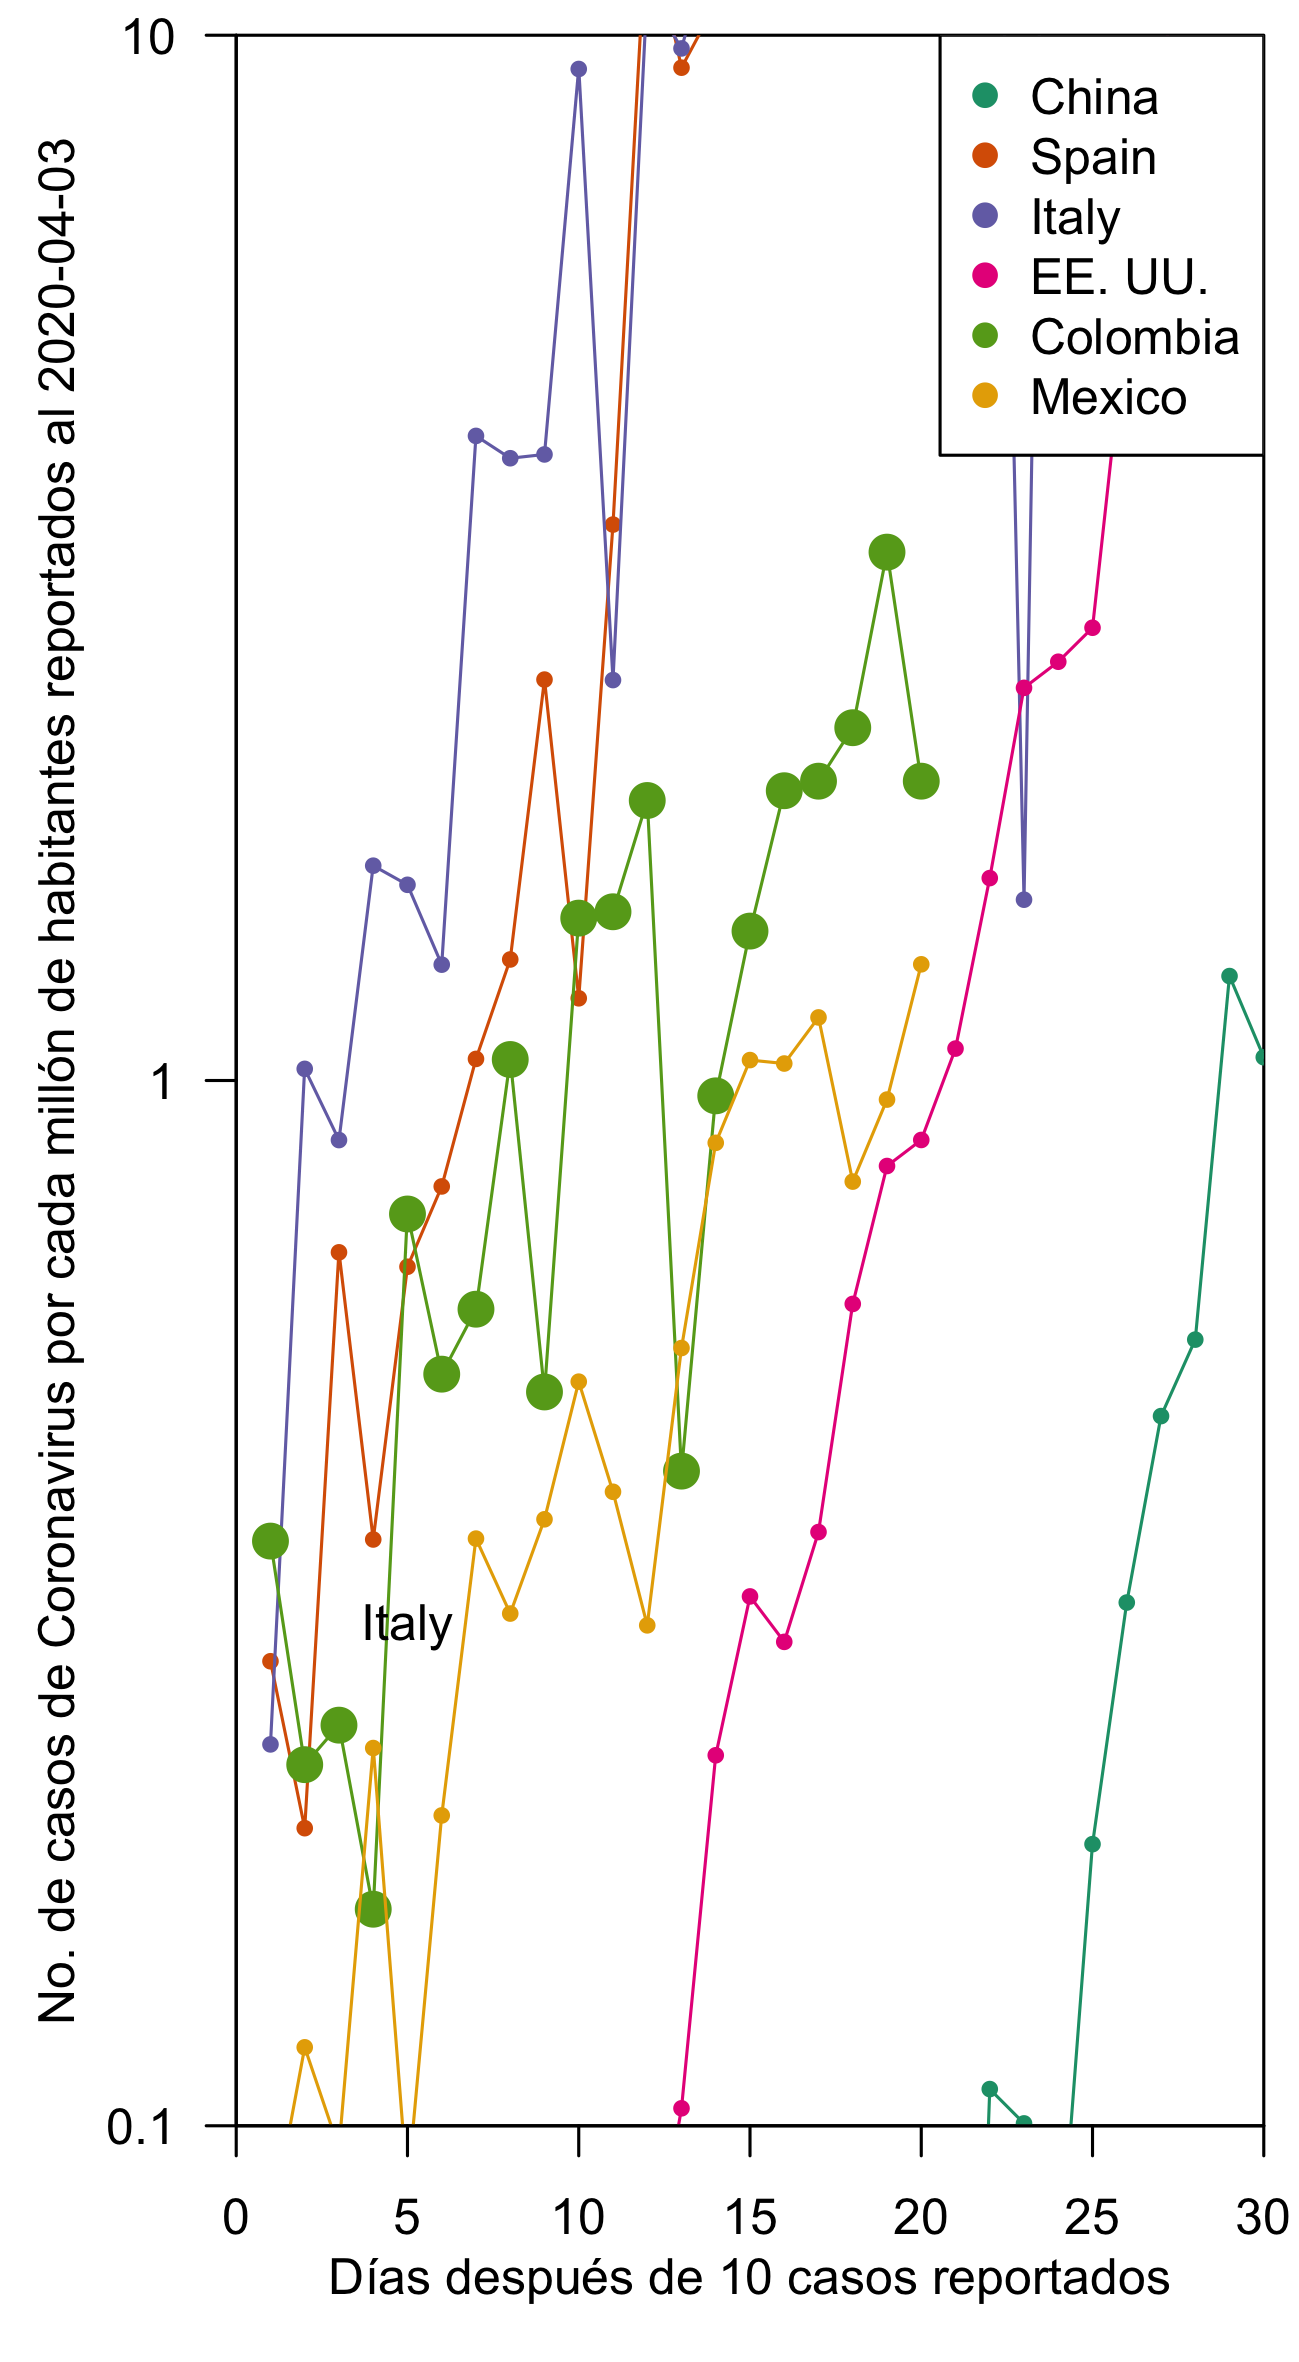 No. de casos de Coronavirus por cada millón de habitantes reportados al 2020-04-03
10
1
0.1
China
Spain
Italy
EE. UU.
Colombia
Mexico
Italy
0 5 10 15 20 25 30
Días después de 10 casos reportados